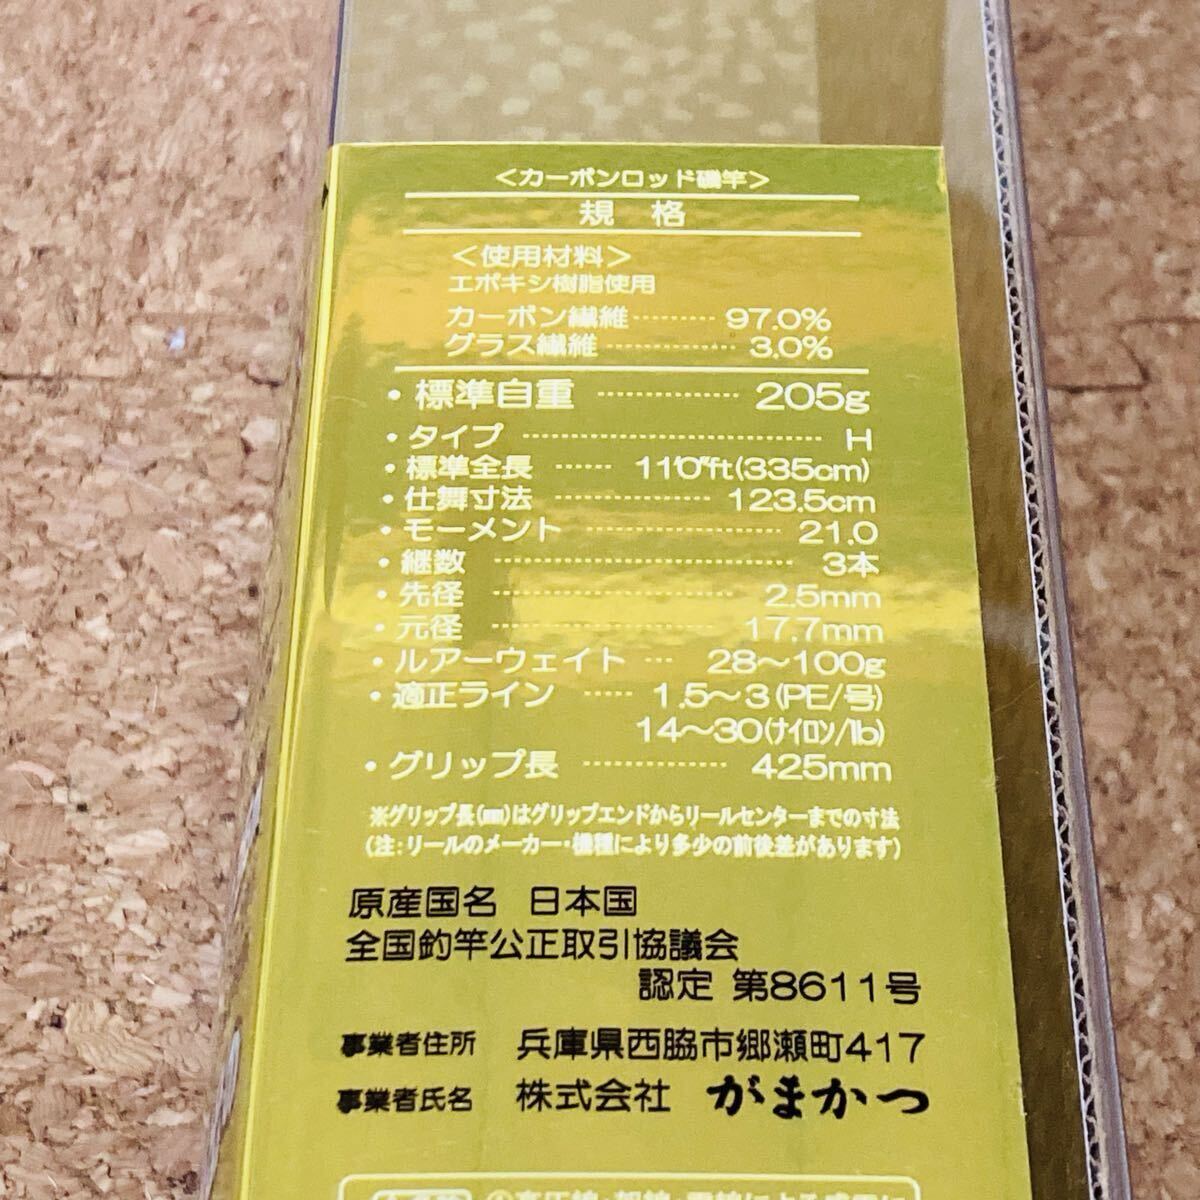 ＜カーボンロッド磯竿＞
規　格
＜使用材料＞
エポキシ樹脂使用
カーボン繊維………97.0%
グラス繊維……………3.0%
・標準自重……………205g
・タイプ……………………………H
・標準全長……11'0"ft(335cm)
・仕舞寸法………………123.5cm
・モーメント…………………21.0
・継数……………………………3本
・先径………………………2.5mm
・元径………………………17.7mm
・ルアーウェイト…28〜100g
・適正ライン……1.5〜3(PE/号)
14〜30(ナイロン/lb)
・グリップ長……………425mm
※グリップ長(㎜)はグリップエンドからリールセンターまでの寸法
(注:リールのメーカー・機種により多少の前後差があります)
原産国名　日本国
全国釣竿公正取引協議会
認定 第8611号
事業者住所　兵庫県西脇市郷瀬町417
事業者氏名　株式会社 がまかつ